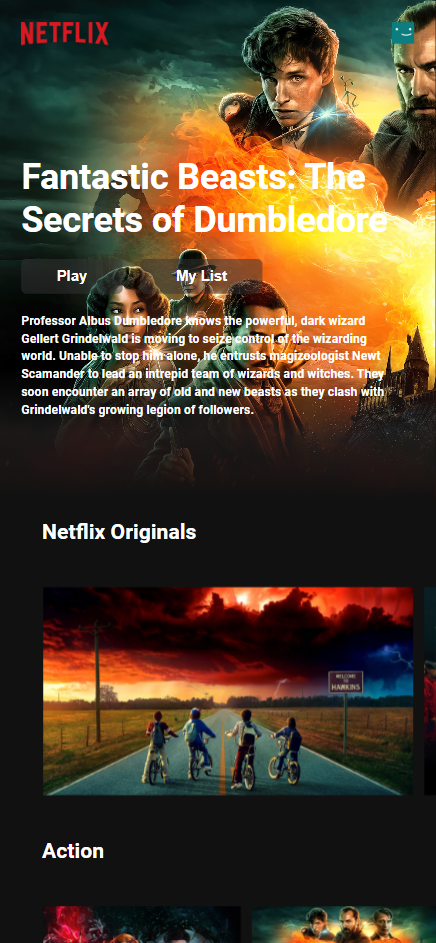 NETFLIX
Fantastic Beasts: The
Secrets of Dumbledore
Play
My List
Professor Albus Dumbledore knows the powerful, dark wizard
Gellert Grindelwald is moving to seize control of the wizarding
world. Unable to stop him alone, he entrusts magizoologist Newt
Scamander to lead an intrepid team of wizards and witches. They
soon encounter an array of old and new beasts as they clash with
Grindelwald's growing legion of followers.
Netflix Originals
WELCOME
TO
HAWKINS
Action